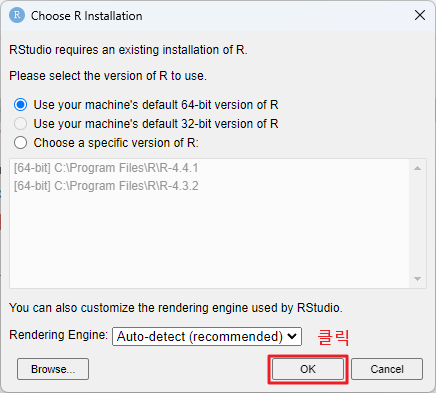 R Choose R Installation
RStudio requires an existing installation of R.
Please select the version of R to use.
Use your machine's default 64-bit version of R
Use your machine's default 32-bit version of R
Choose a specific version of R:
[64-bit] C:\Program Files\R\R-4.4.1
[64-bit] C:\Program Files\R\R-4.3.2
You can also customize the rendering engine used by RStudio.
Rendering Engine: Auto-detect (recommended) 클릭
Browse... OK Cancel